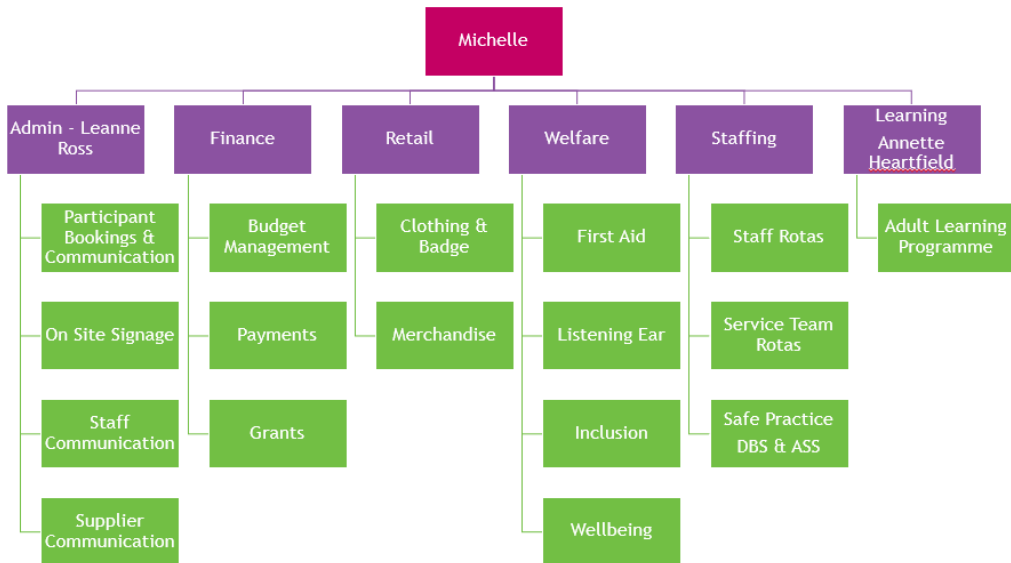 Michelle
Admin - Leanne
Ross
Finance
Retail
Welfare
Staffing
Learning
Annette
Heartfield
Participant
Bookings &
Communication
On Site Signage
Staff
Communication
Supplier
Communication
Budget
Management
Payments
Grants
Clothing &
Badge
Merchandise
First Aid
Listening Ear
Inclusion
Wellbeing
Staff Rotas
Service Team
Rotas
Safe Practice
DBS & ASS
Adult Learning
Programme